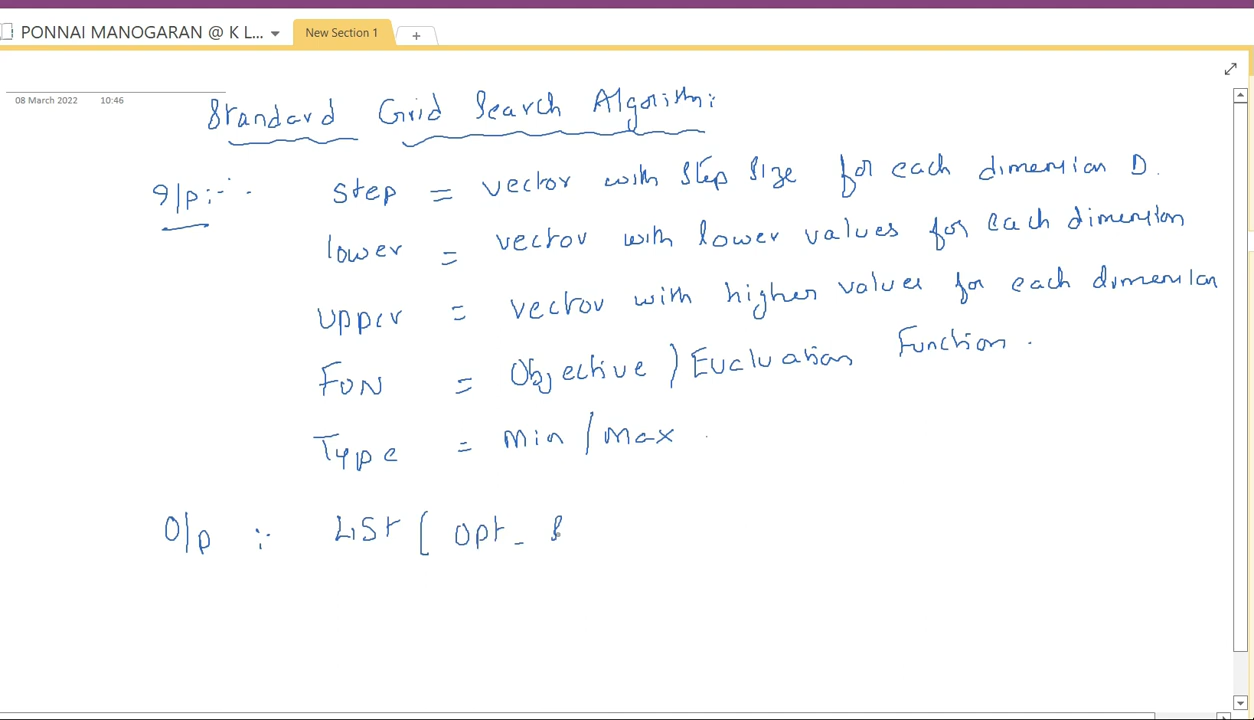 PONNAI MANOGARAN @ K L...
New Section 1
+
08 March 2022 10:46
Standard Grid Search Algorithm:
I/p :-
Step = vector with step size for each dimension D.
lower = vector with lower values for each dimension
upper = vector with higher values for each dimension
FUN = Objective / Evaluation Function.
Type = Min / Max
O/p :- List [ opt_ s